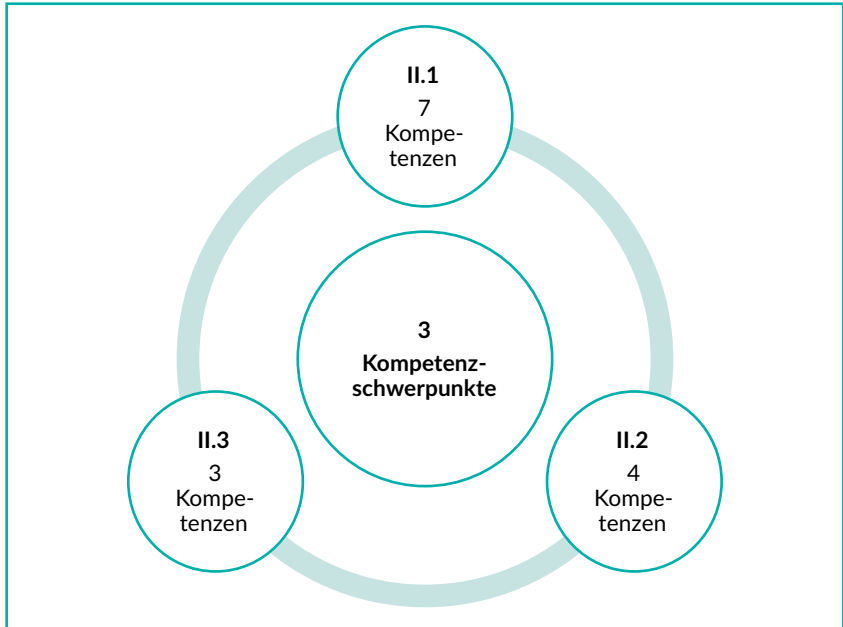 II.1
7
Kompe-
tenzen
3
Kompetenz-
schwerpunkte
II.3
3
Kompe-
tenzen
II.2
4
Kompe-
tenzen